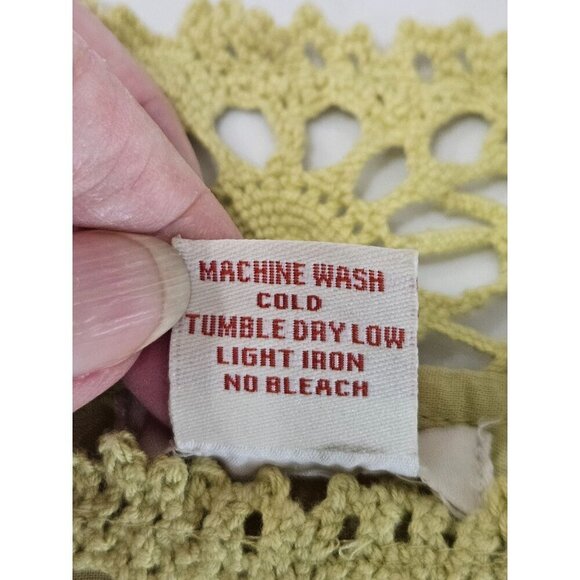 MACHINE WASH
COLD
TUMBLE DRY LOW
LIGHT IRON
NO BLEACH